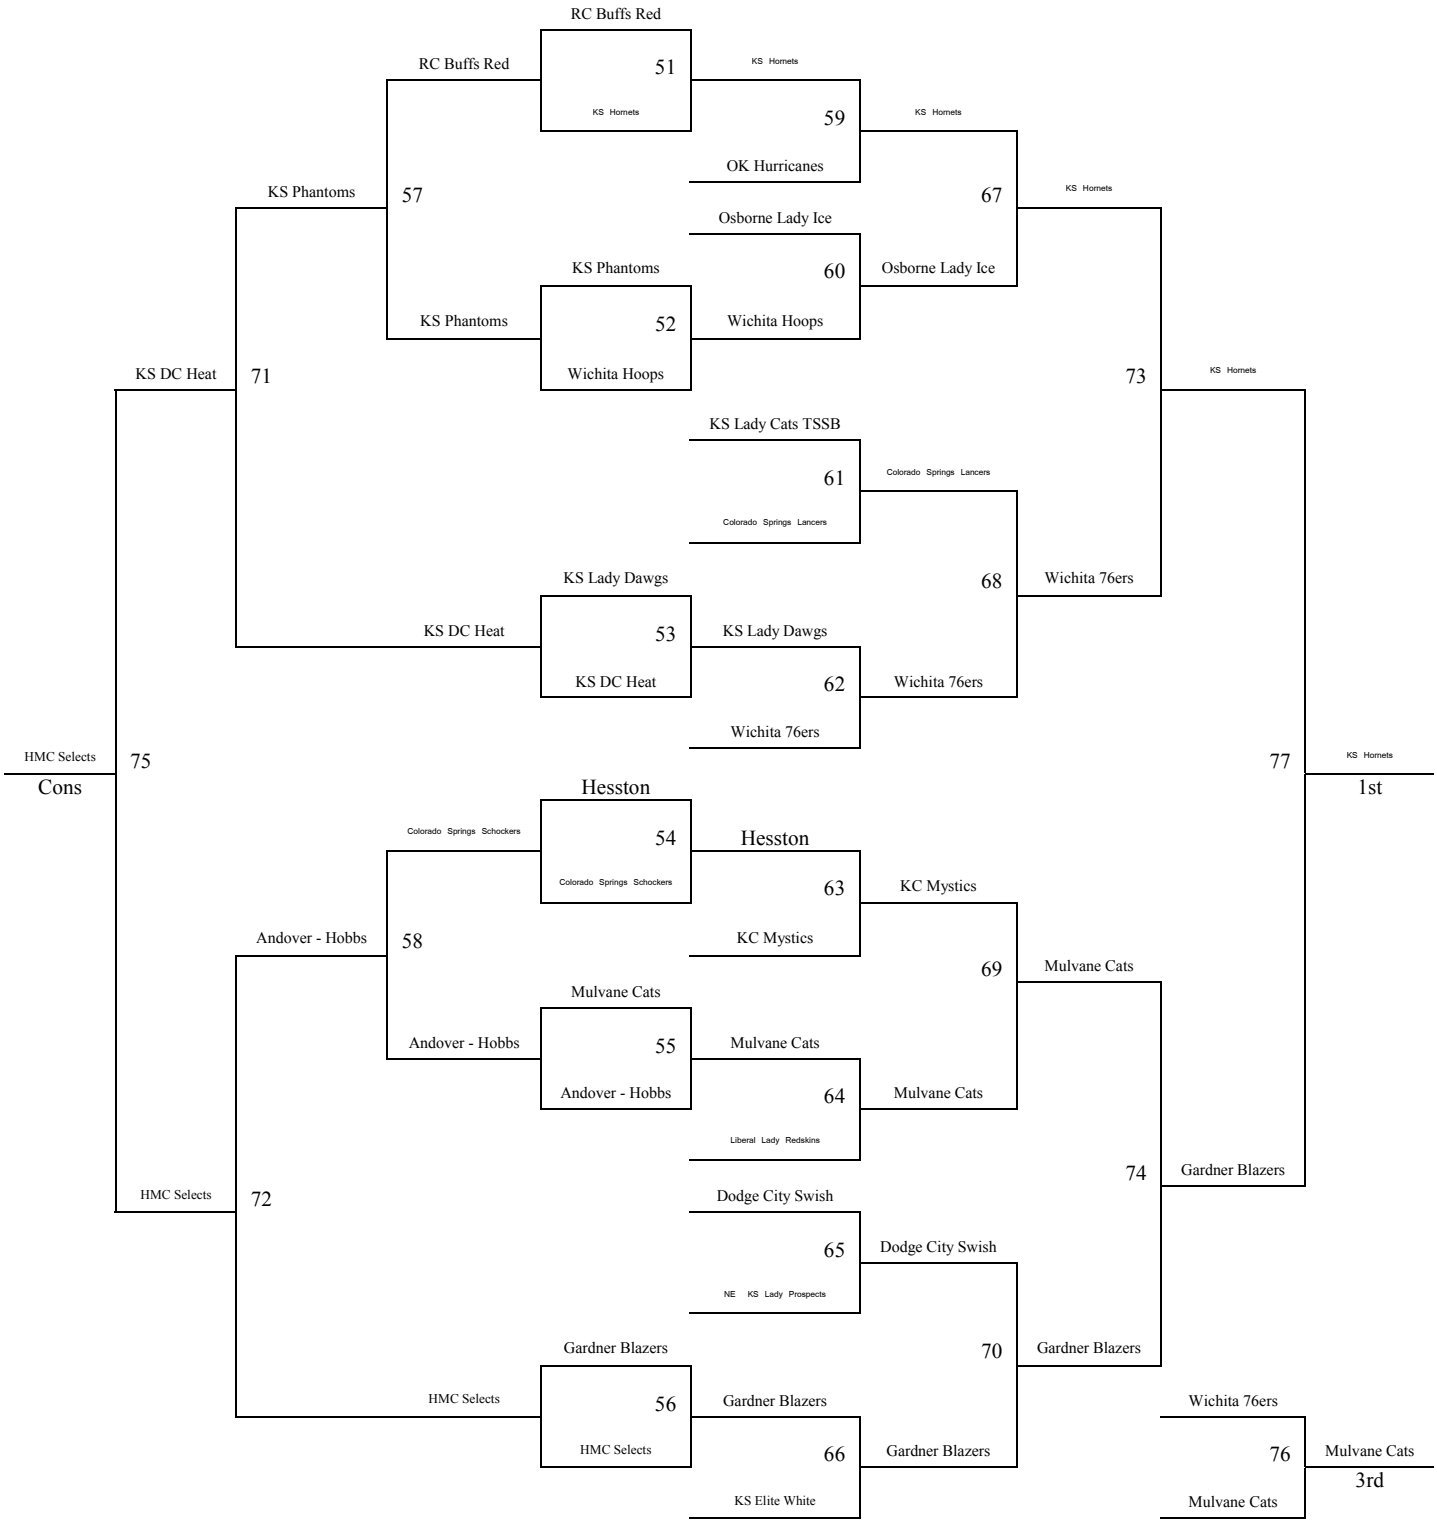 RC Buffs Red
RC Buffs Red
51
KS Hornets
KS Hornets
59
KS Hornets
OK Hurricanes
KS Phantoms
57
67
KS Hornets
Osborne Lady Ice
KS Phantoms
60
Osborne Lady Ice
KS Phantoms
52
Wichita Hoops
KS DC Heat
71
Wichita Hoops
73
KS Hornets
KS Lady Cats TSSB
61
Colorado Springs Lancers
Colorado Springs Lancers
KS Lady Dawgs
68
Wichita 76ers
KS DC Heat
53
KS Lady Dawgs
KS DC Heat
62
Wichita 76ers
Wichita 76ers
HMC Selects
75
77
KS Hornets
Cons
Hesston
1st
Colorado Springs Schockers
54
Hesston
Colorado Springs Schockers
63
KC Mystics
Andover - Hobbs
58
KC Mystics
69
Mulvane Cats
Mulvane Cats
Andover - Hobbs
55
Mulvane Cats
Andover - Hobbs
64
Mulvane Cats
Liberal Lady Redskins
74
Gardner Blazers
HMC Selects
72
Dodge City Swish
65
Dodge City Swish
NE KS Lady Prospects
Gardner Blazers
70
Gardner Blazers
HMC Selects
56
Gardner Blazers
Wichita 76ers
HMC Selects
66
Gardner Blazers
76
Mulvane Cats
3rd
KS Elite White
Mulvane Cats